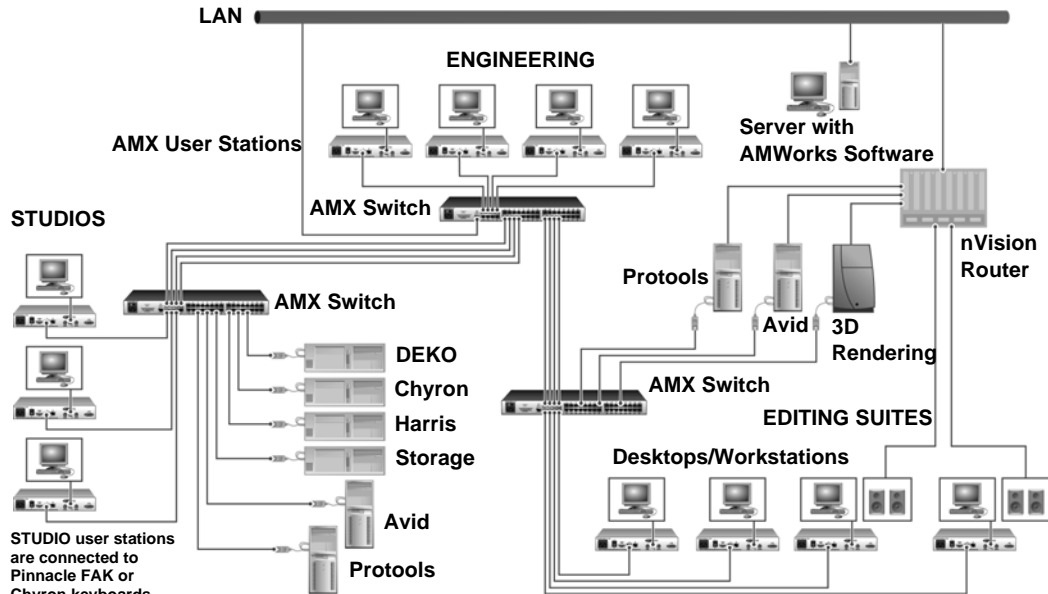 LAN
ENGINEERING
AMX User Stations
Server with
AMWorks Software
AMX Switch
STUDIOS
nVision
Router
Protools
AMX Switch
Avid
3D
Rendering
DEKO
AMX Switch
Chyron
Harris
EDITING SUITES
Storage
Desktops/Workstations
Avid
STUDIO user stations
are connected to
Pinnacle FAK or
Chyron keyboards
Protools